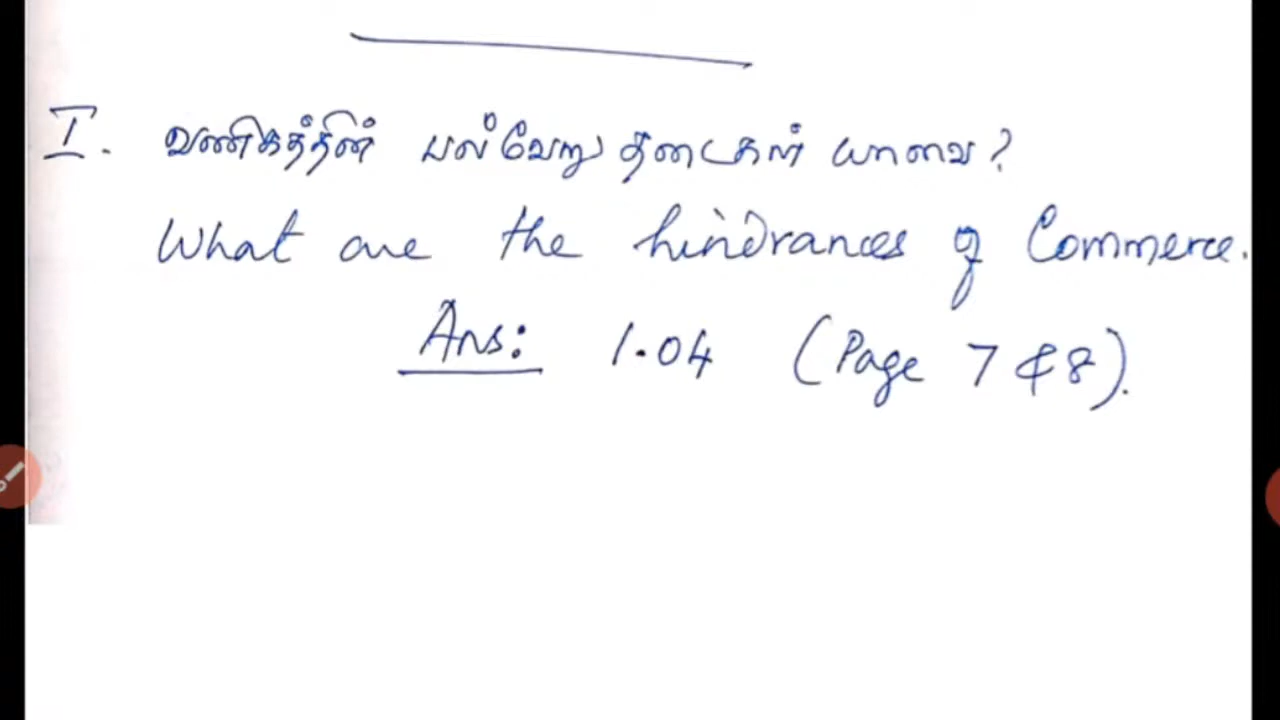 I. வணிகத்தின் பல்வேறு தடைகள் யாவை?
What are the hindrances of Commerce.
Ans: 1.04 (Page 7 & 8).